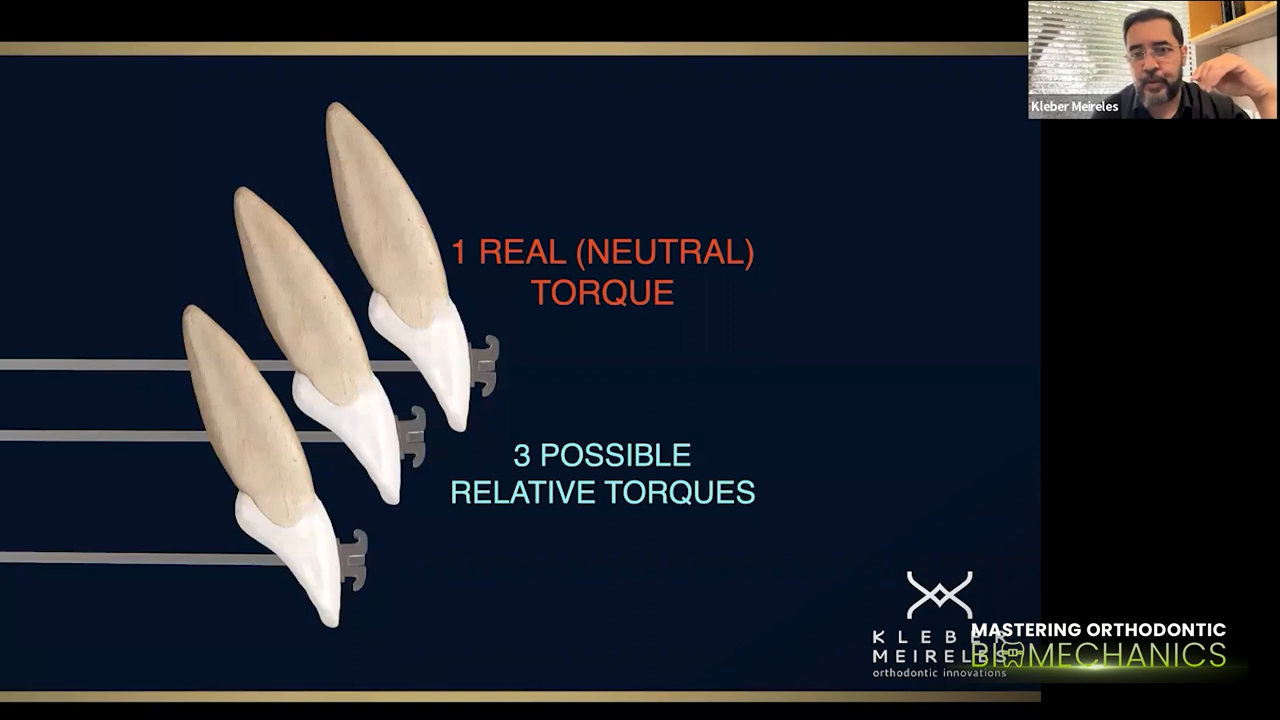 Kleber Meireles
1 REAL (NEUTRAL)
TORQUE
3 POSSIBLE
RELATIVE TORQUES
KLEBER
MEIRELES
orthodontic innovations
MASTERING ORTHODONTIC
BIOMECHANICS